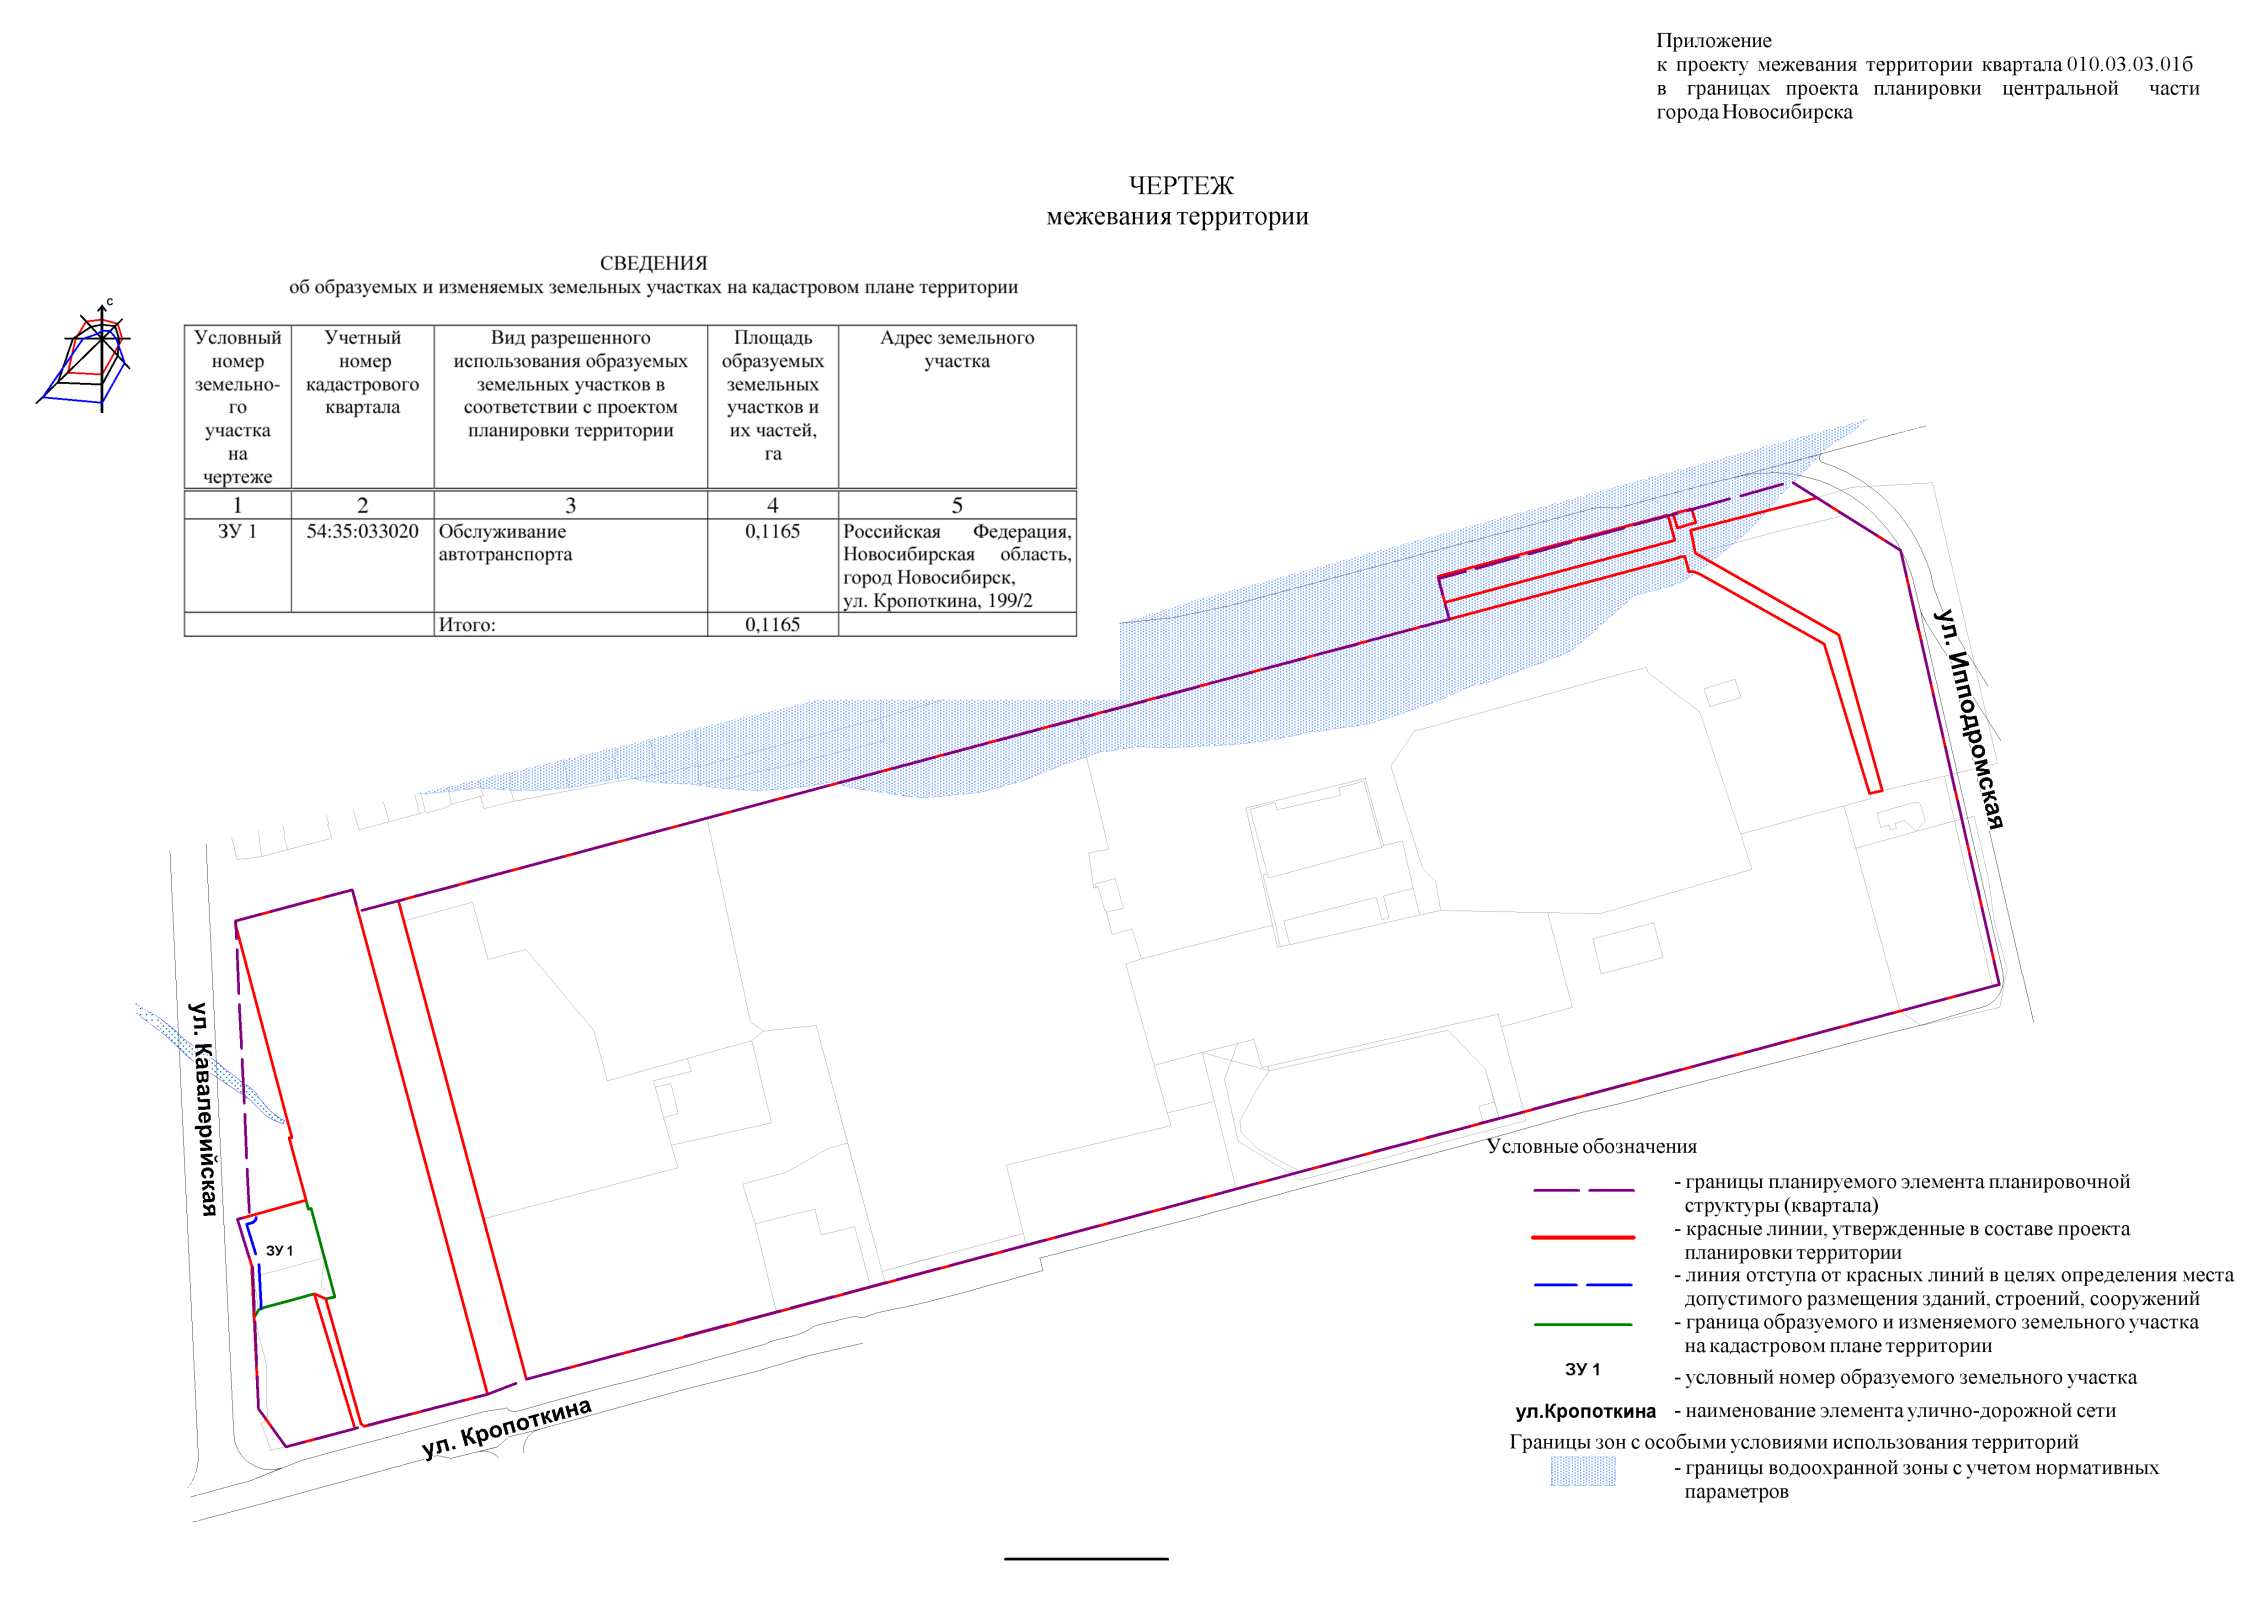 Приложение
к проекту межевания территории квартала 010.03.03.01б
в границах проекта планировки центральной части
города Новосибирска
ЧЕРТЕЖ
межевания территории
СВЕДЕНИЯ
об образуемых и изменяемых земельных участках на кадастровом плане территории
С
Условный
номер
земельно-
го
участка
на
чертеже
Учетный
номер
кадастрового
квартала
Вид разрешенного
использования образуемых
земельных участков в
соответствии с проектом
планировки территории
Площадь
образуемых
земельных
участков и
их частей,
га
Адрес земельного
участка
1 2 3 4 5
ЗУ 1
54:35:033020
Обслуживание
автотранспорта
0,1165
Российская Федерация,
Новосибирская область,
город Новосибирск,
ул. Кропоткина, 199/2
Итого: 0,1165
ул. Ипподромская
ул. Кавалерийская
ЗУ 1
ул. Кропоткина
Условные обозначения
- границы планируемого элемента планировочной
структуры (квартала)
- красные линии, утвержденные в составе проекта
планировки территории
- линия отступа от красных линий в целях определения места
допустимого размещения зданий, строений, сооружений
- граница образуемого и изменяемого земельного участка
на кадастровом плане территории
ЗУ 1 - условный номер образуемого земельного участка
ул.Кропоткина - наименование элемента улично-дорожной сети
Границы зон с особыми условиями использования территорий
- границы водоохранной зоны с учетом нормативных
параметров